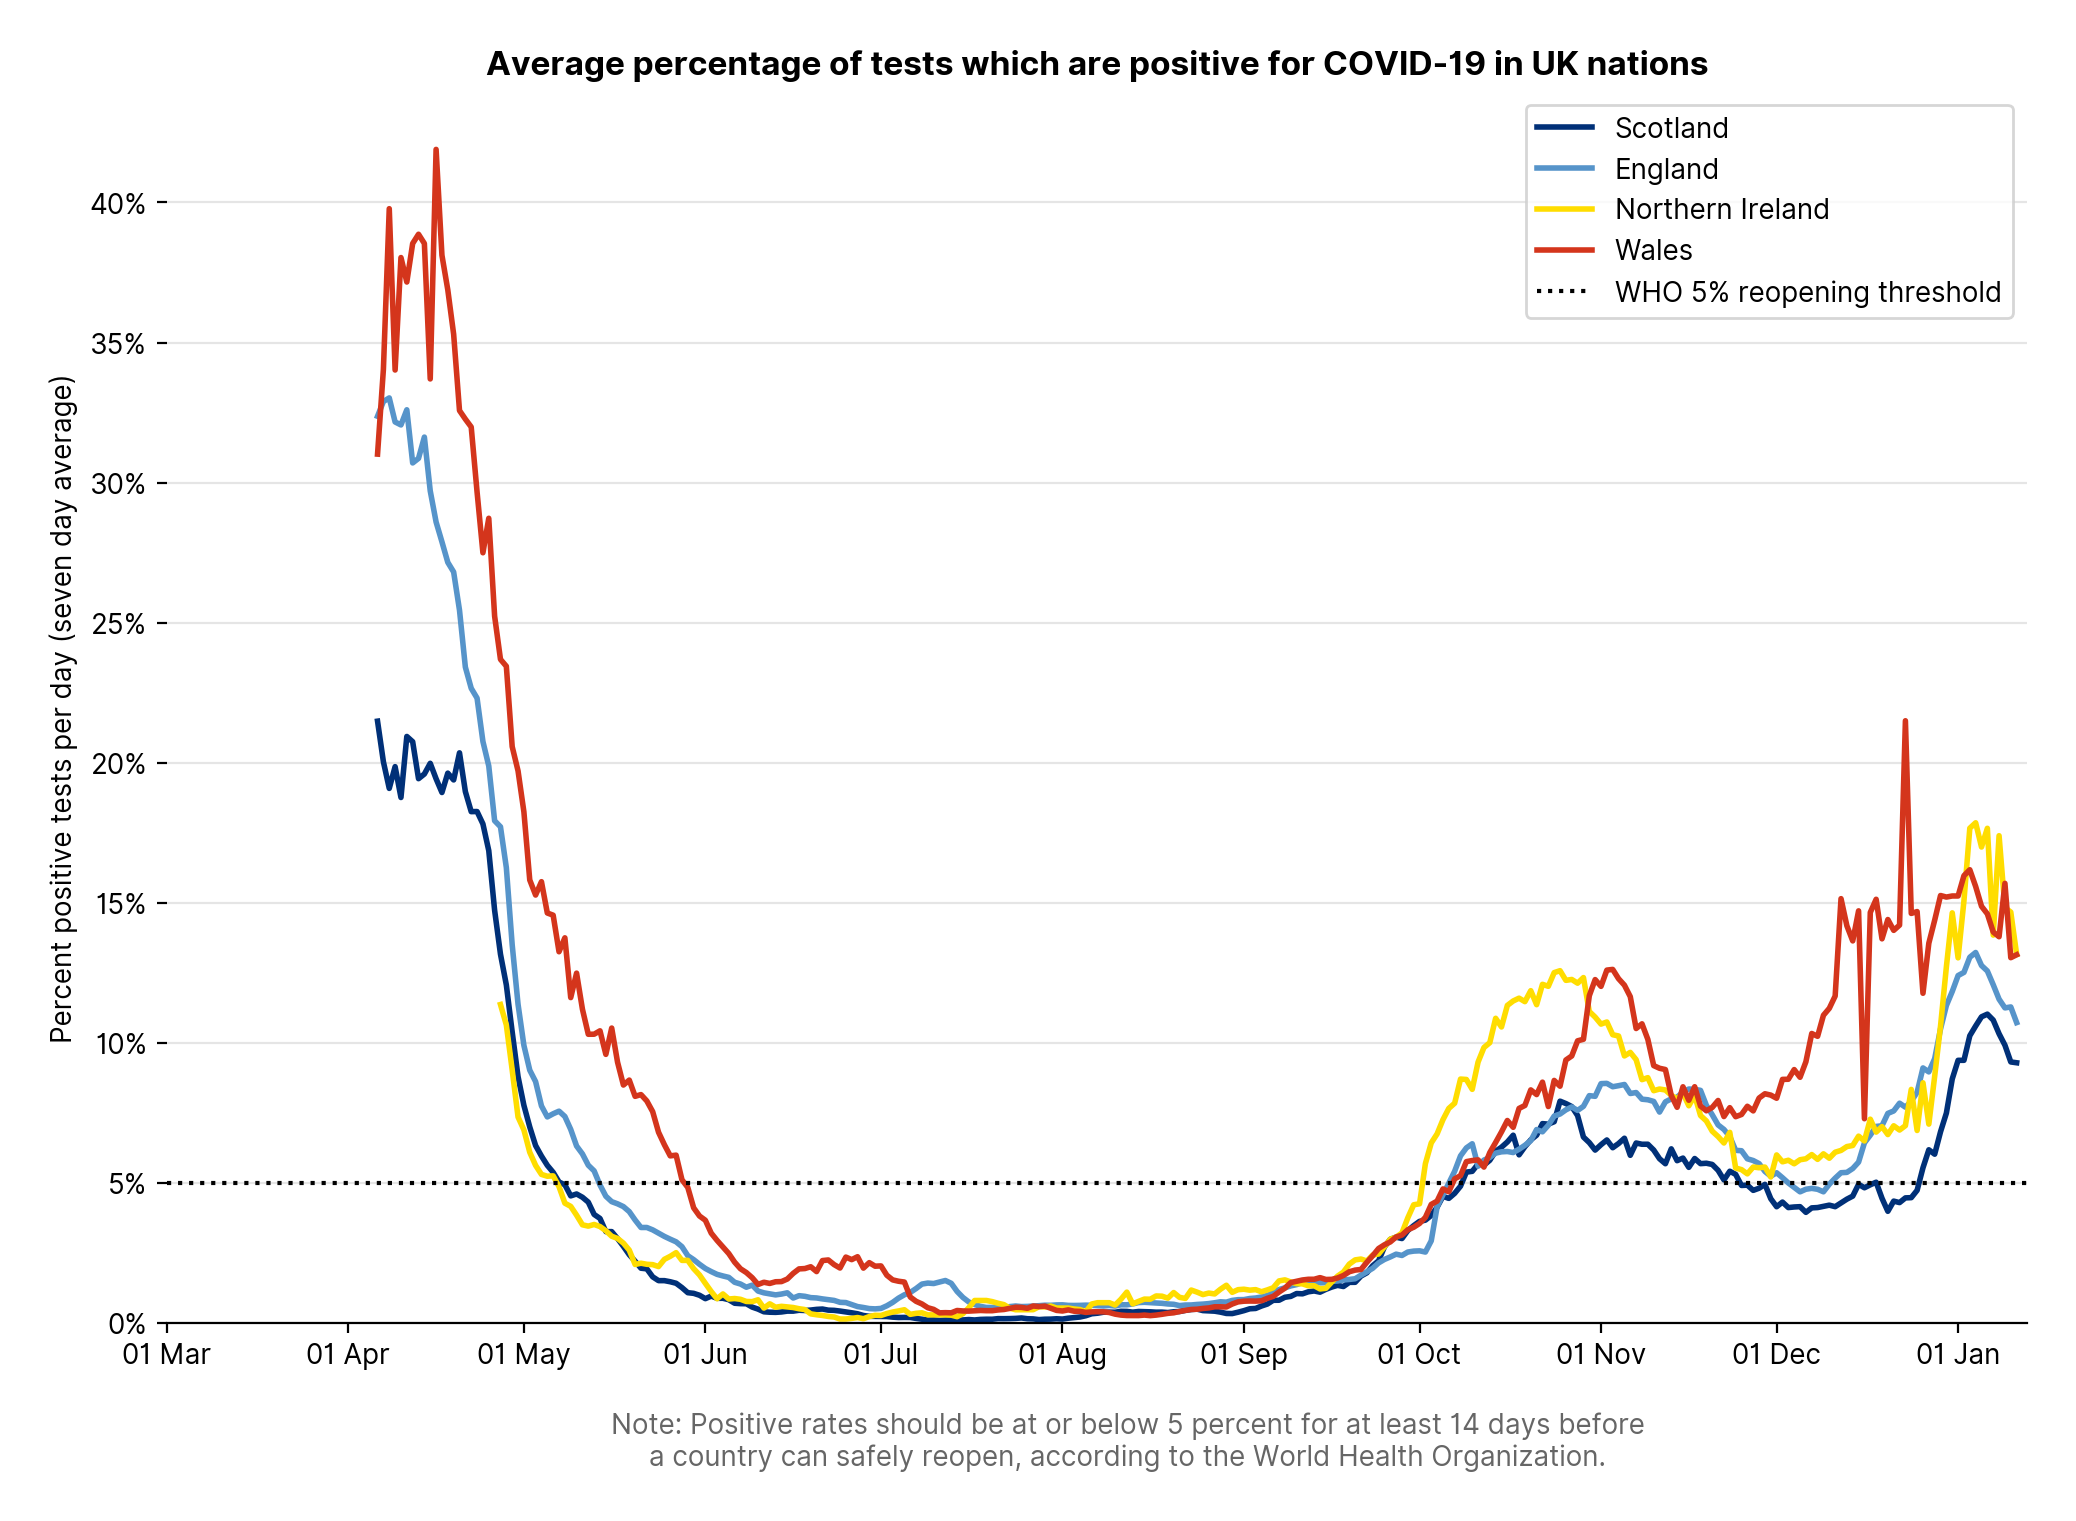 Average percentage of tests which are positive for COVID-19 in UK nations
Scotland
England
Northern Ireland
Wales
WHO 5% reopening threshold
Percent positive tests per day (seven day average)
40%
35%
30%
25%
20%
15%
10%
5%
0%
01 Mar
01 Apr
01 May
01 Jun
01 Jul
01 Aug
01 Sep
01 Oct
01 Nov
01 Dec
01 Jan
Note: Positive rates should be at or below 5 percent for at least 14 days before
a country can safely reopen, according to the World Health Organization.